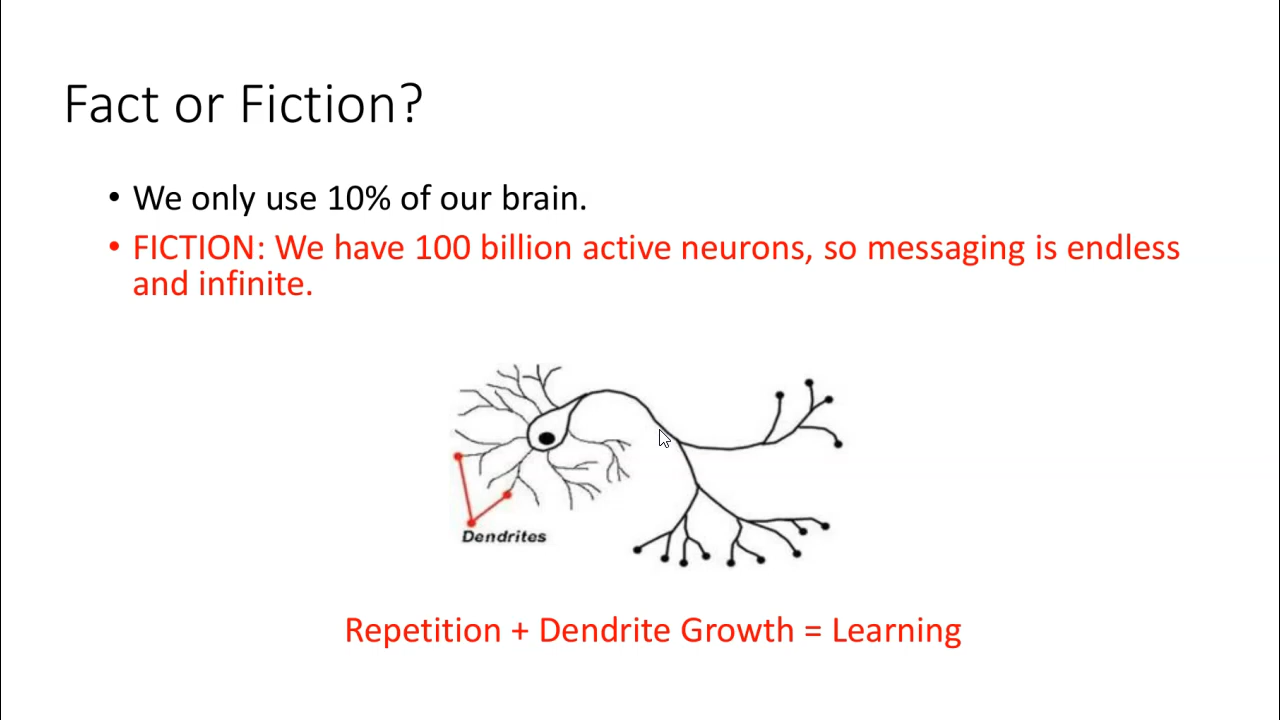 Fact or Fiction?
• We only use 10% of our brain.
• FICTION: We have 100 billion active neurons, so messaging is endless
and infinite.
Dendrites
Repetition + Dendrite Growth = Learning